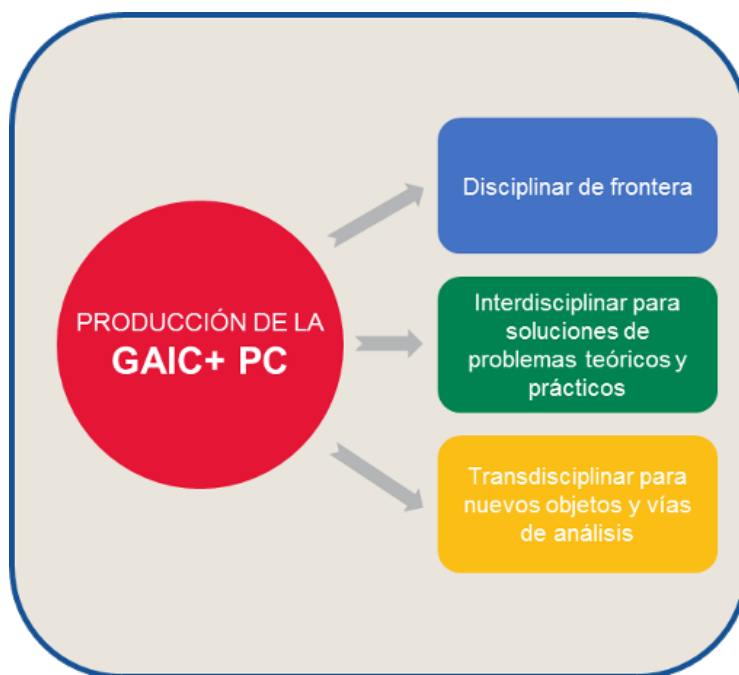 PRODUCCIÓN DE LA
GAIC+ PC
Disciplinar de frontera
Interdisciplinar para
soluciones de
problemas teóricos y
prácticos
Transdisciplinar para
nuevos objetos y vías
de análisis